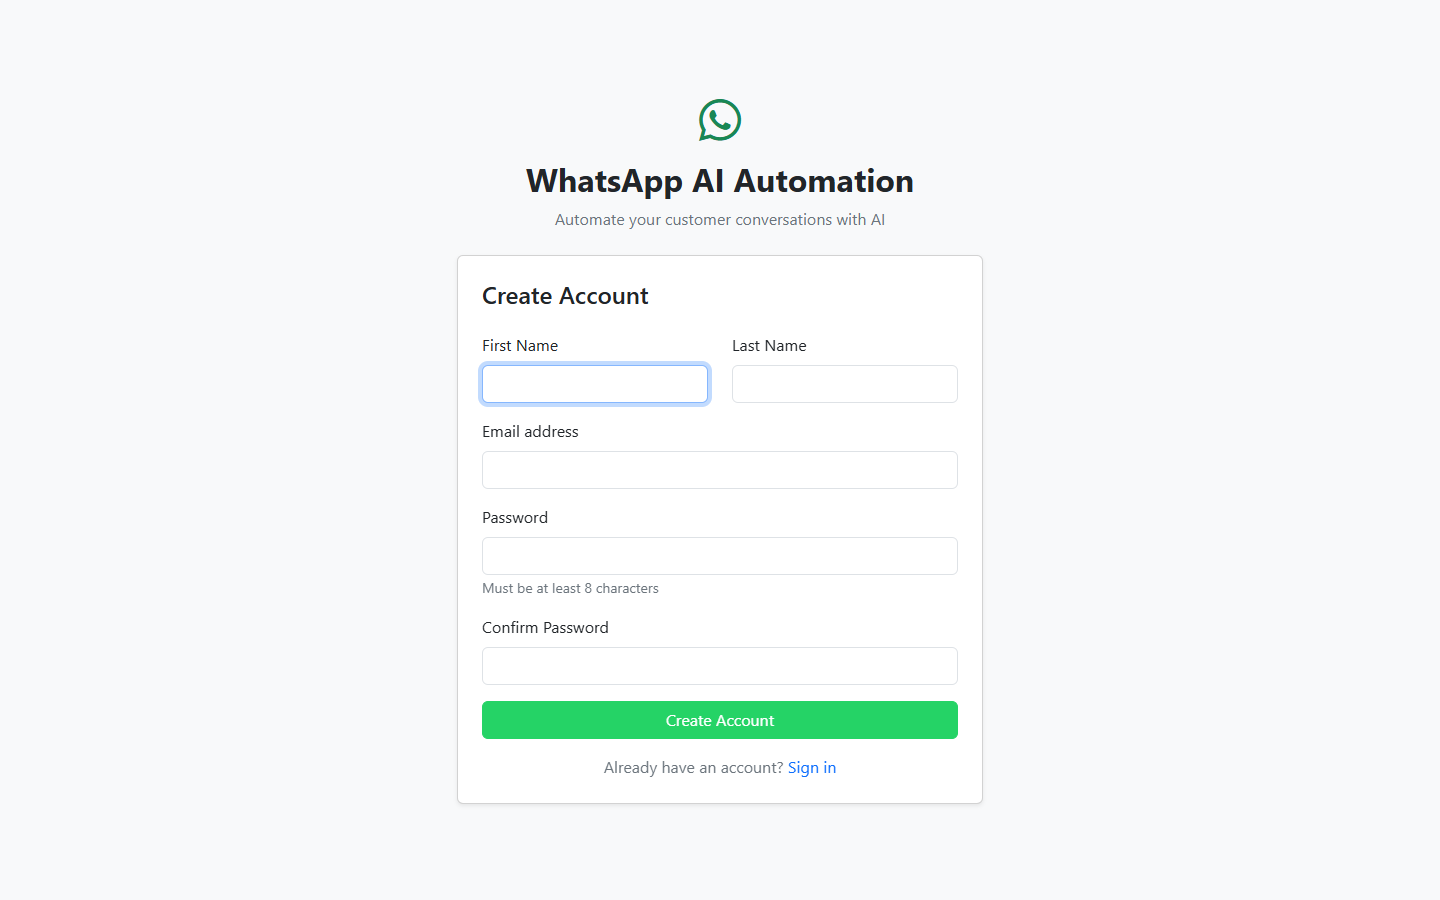 WhatsApp AI Automation
Automate your customer conversations with AI
Create Account
First Name
Last Name
Email address
Password
Must be at least 8 characters
Confirm Password
Create Account
Already have an account? Sign in